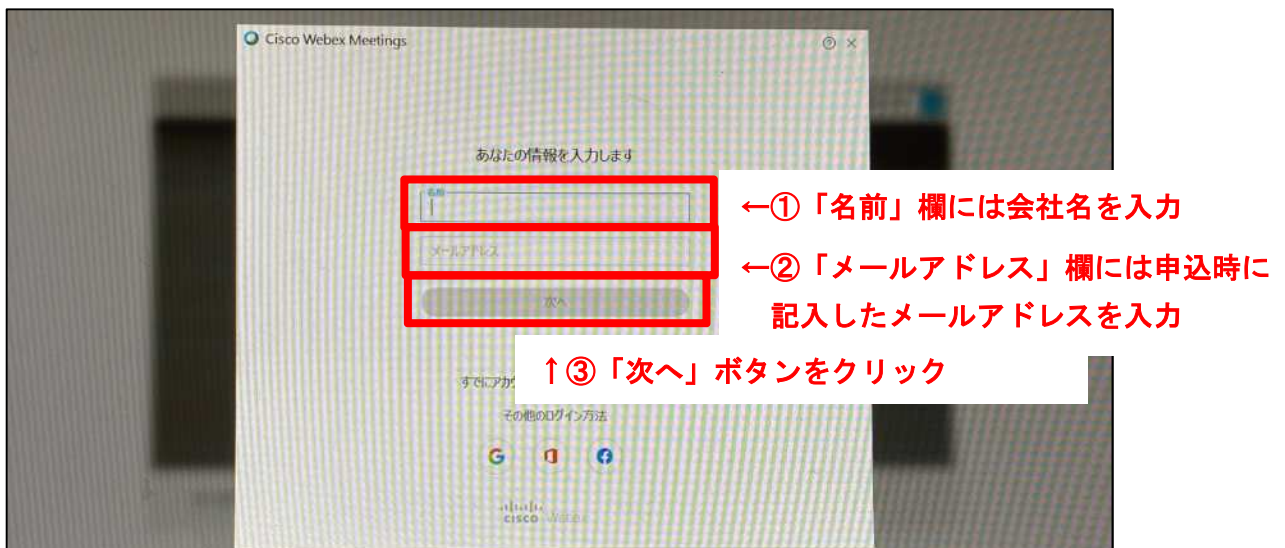 Cisco Webex Meetings
あなたの情報を入力します
名前
←①「名前」欄には会社名を入力
メールアドレス
←②「メールアドレス」欄には申込時に
記入したメールアドレスを入力
次へ
↑③「次へ」ボタンをクリック
すでにアカ
その他のログイン方法
CISCO Webex